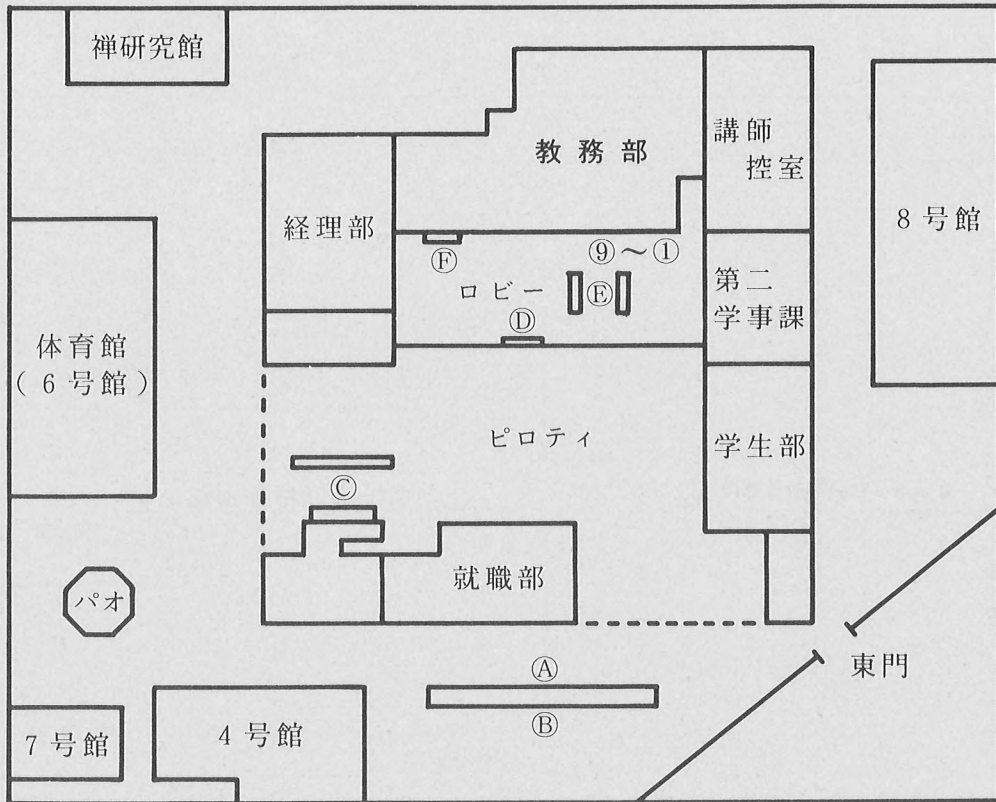 禅研究館
教務部
講師
控室
8号館
経理部
⑨～①
Ⓕ
ロビー
Ⓔ
第二
学事課
Ⓓ
体育館
(6号館)
ピロティ
学生部
Ⓒ
パオ
就職部
東門
Ⓐ
Ⓑ
7号館
4号館